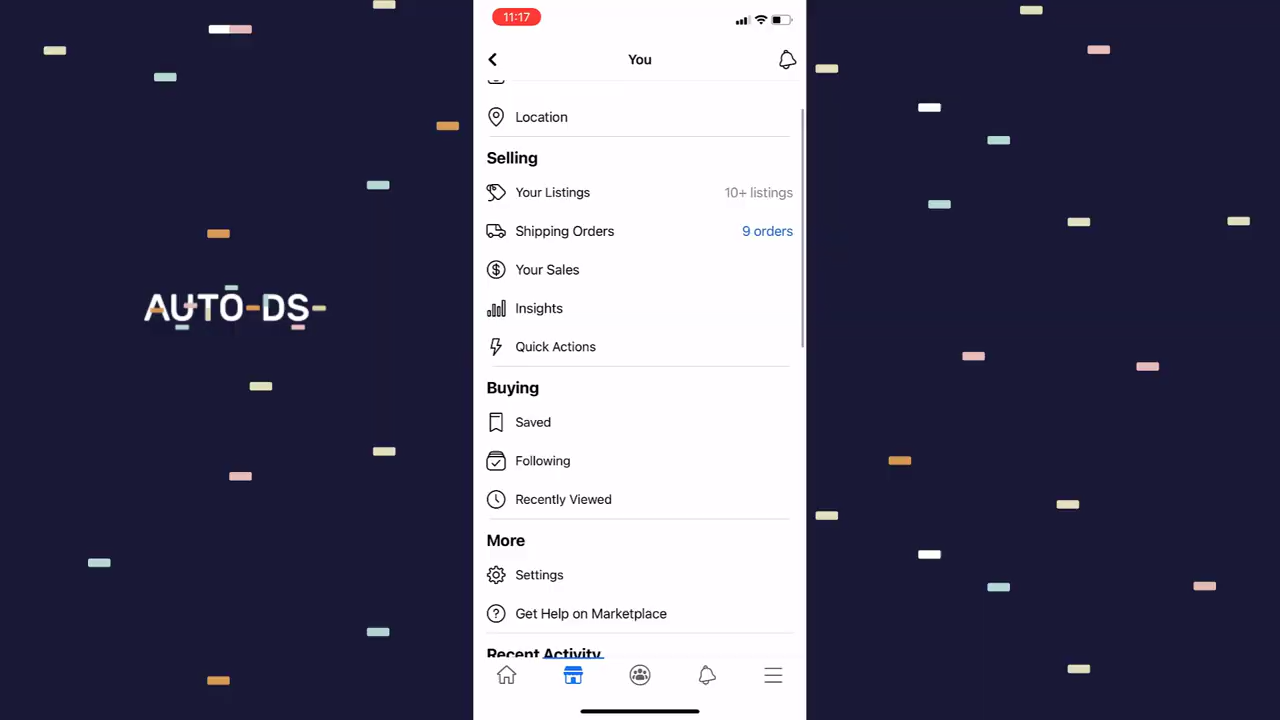 11:17
You
Location
Selling
Your Listings 10+ listings
Shipping Orders 9 orders
Your Sales
Insights
Quick Actions
Buying
Saved
Following
Recently Viewed
More
Settings
Get Help on Marketplace
Recent Activity
AUTO-DS-